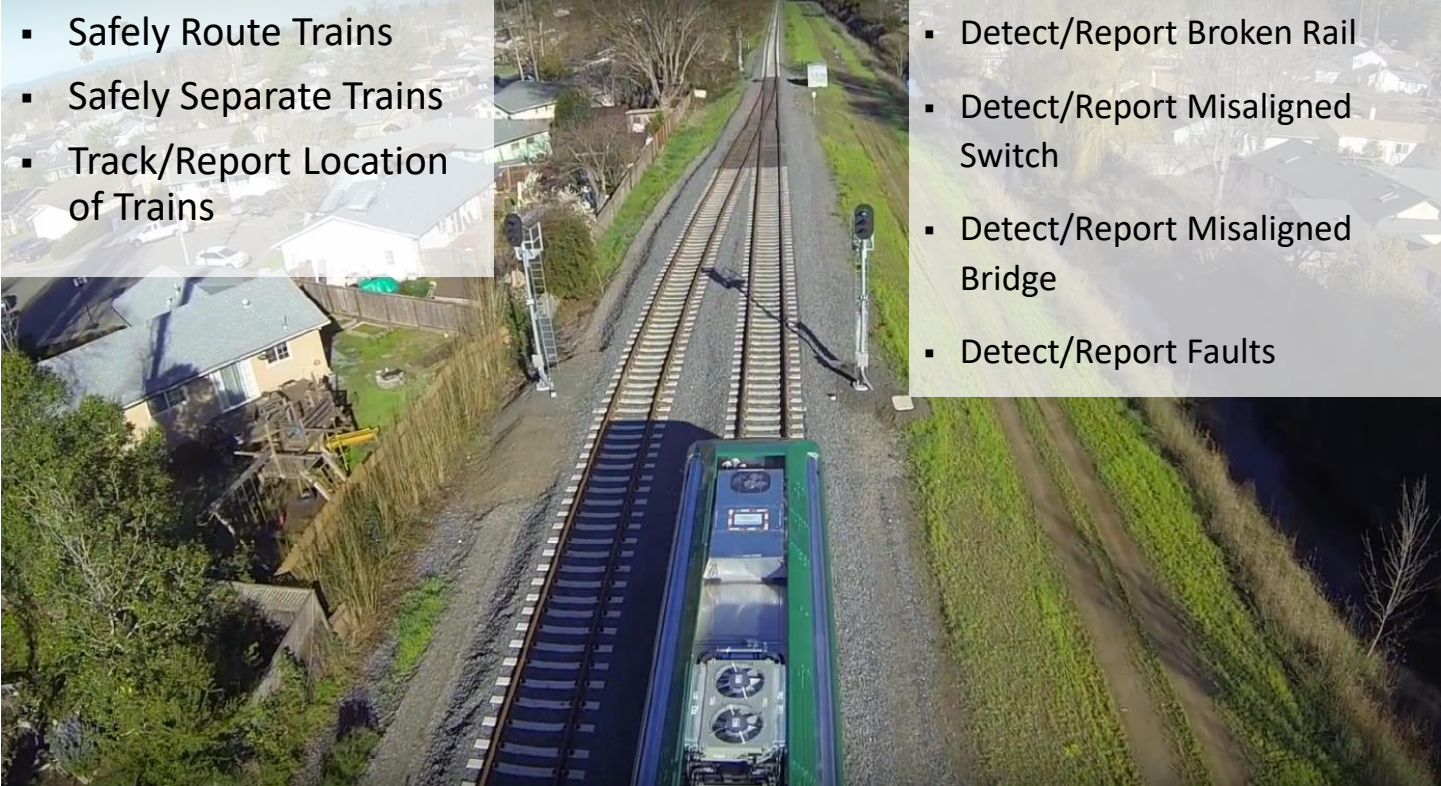 ▪ Safely Route Trains
▪ Safely Separate Trains
▪ Track/Report Location
of Trains
▪ Detect/Report Broken Rail
▪ Detect/Report Misaligned
Switch
▪ Detect/Report Misaligned
Bridge
▪ Detect/Report Faults